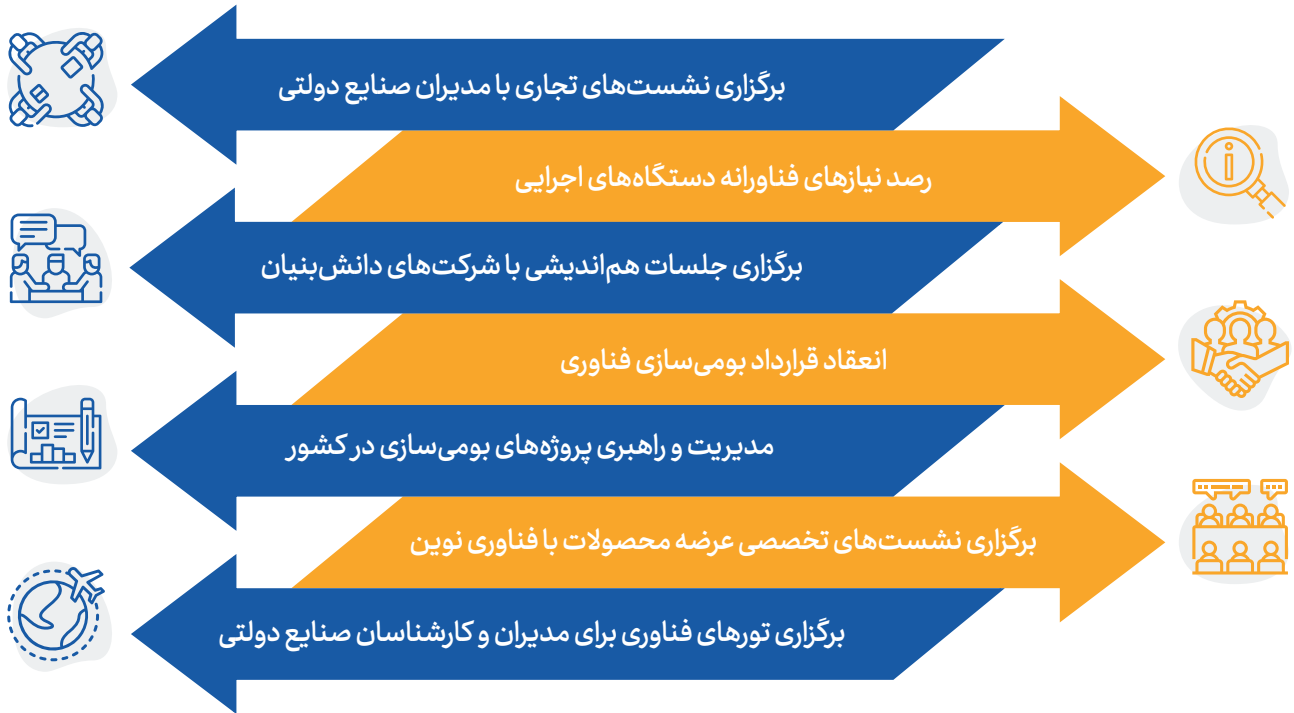 برگزاری نشست‌های تجاری با مدیران صنایع دولتی
رصد نیازهای فناورانه دستگاه‌های اجرایی
برگزاری جلسات هم‌اندیشی با شرکت‌های دانش‌بنیان
انعقاد قرارداد بومی‌سازی فناوری
مدیریت و راهبری پروژه‌های بومی‌سازی در کشور
برگزاری نشست‌های تخصصی عرضه محصولات با فناوری نوین
برگزاری تورهای فناوری برای مدیران و کارشناسان صنایع دولتی